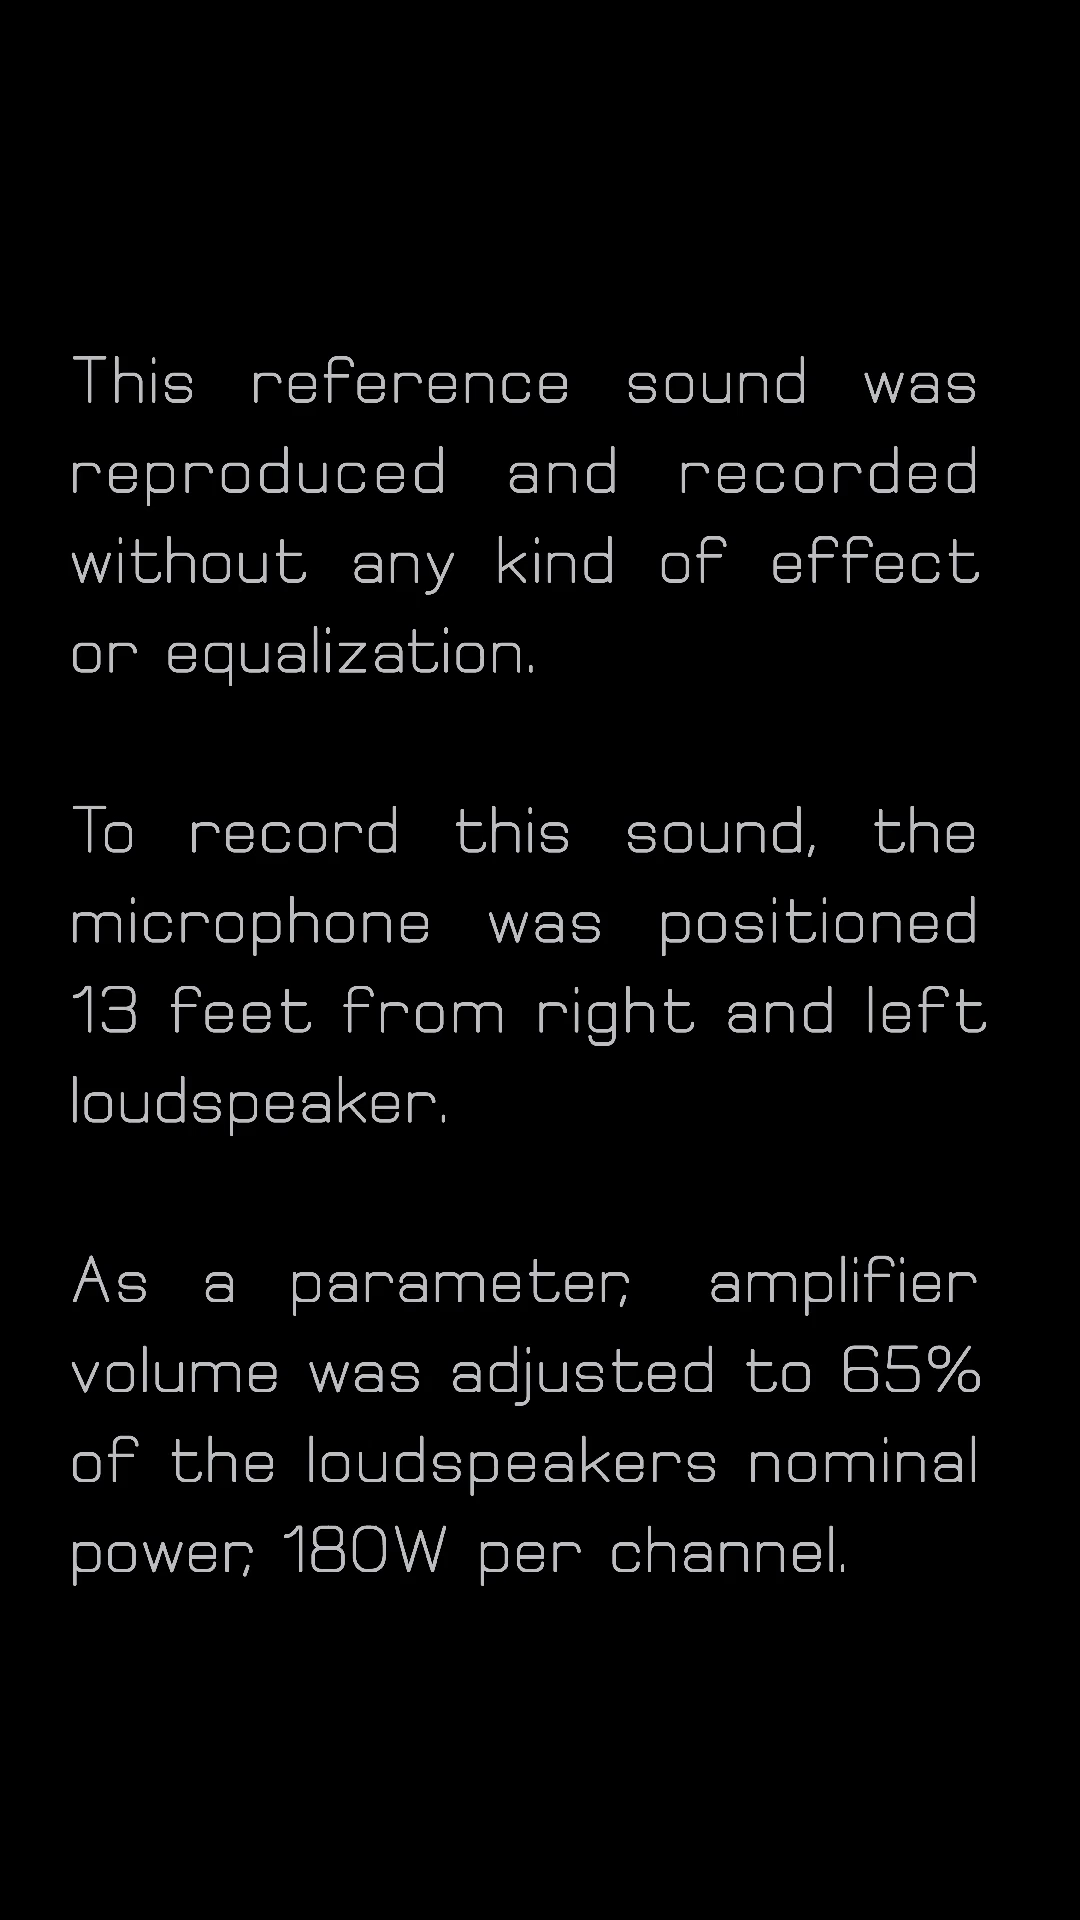 This reference sound was
reproduced and recorded
without any kind of effect
or equalization.
To record this sound, the
microphone was positioned
13 feet from right and left
loudspeaker.
As a parameter, amplifier
volume was adjusted to 65%
of the loudspeakers nominal
power, 180W per channel.